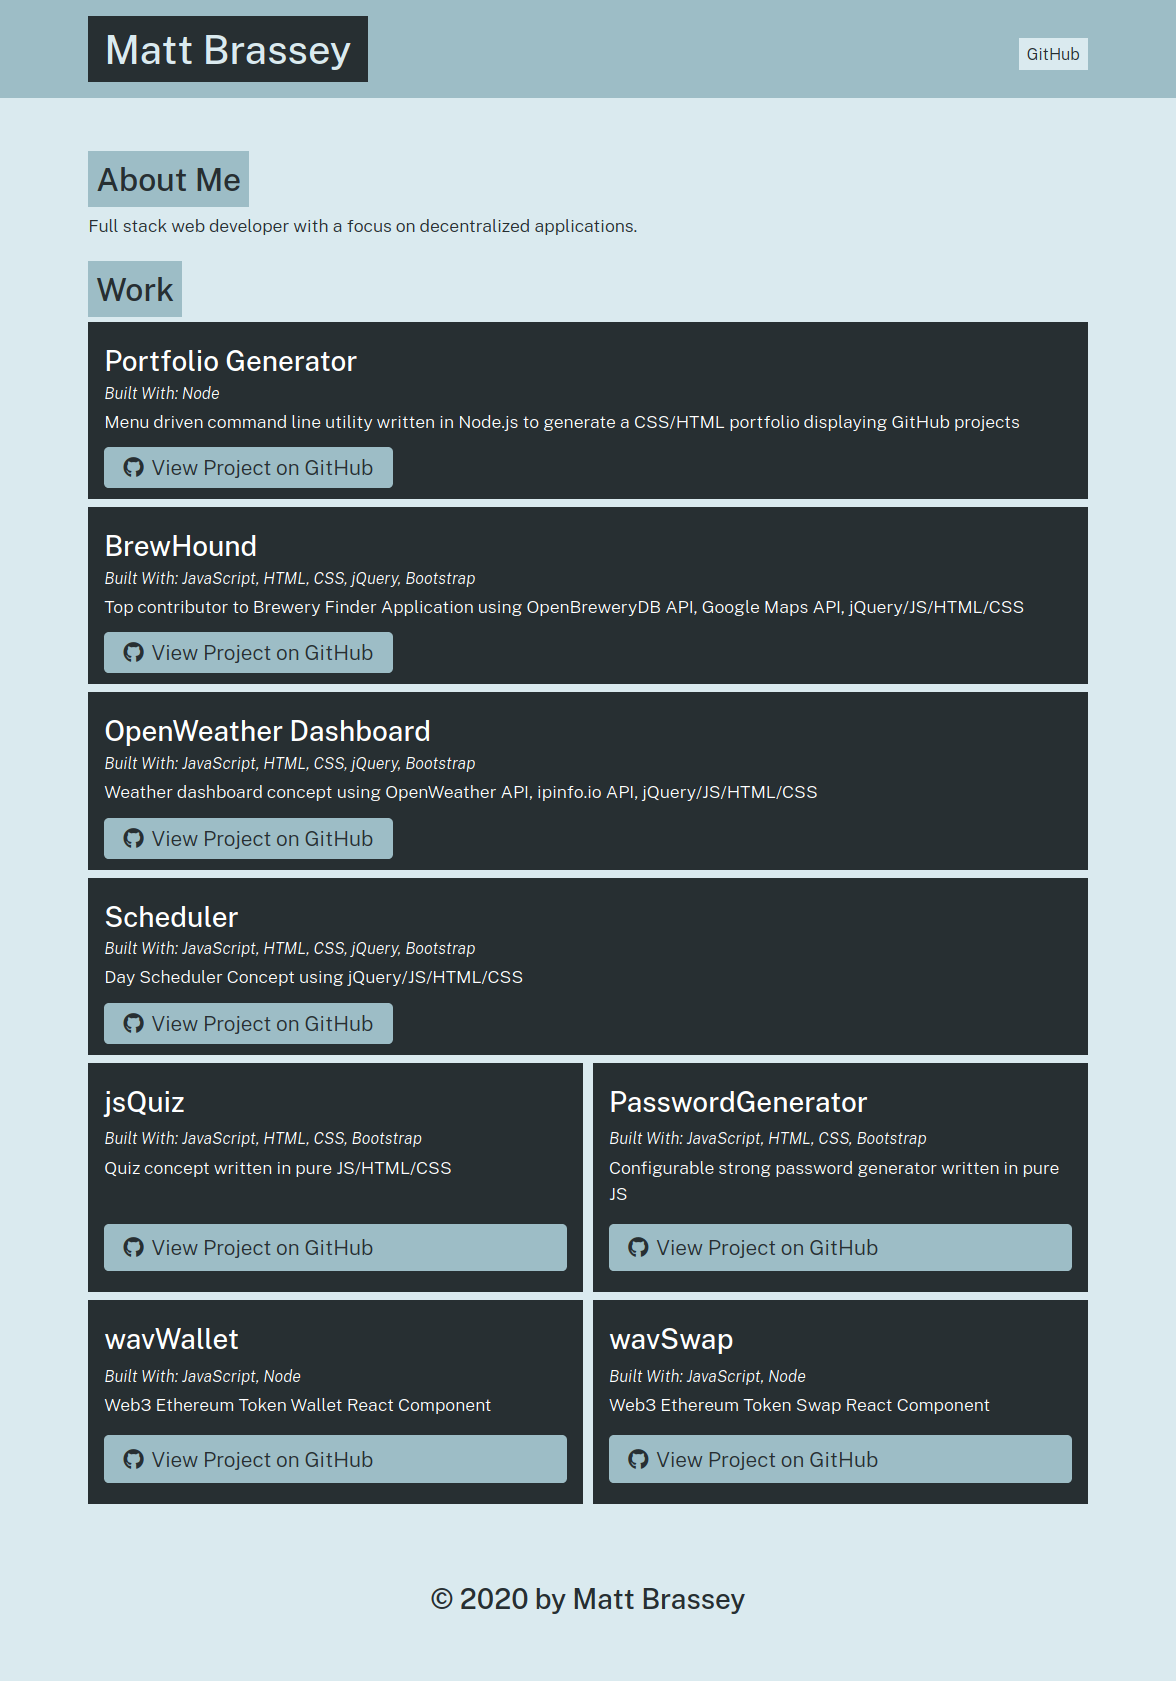 Matt Brassey
GitHub
About Me
Full stack web developer with a focus on decentralized applications.
Work
Portfolio Generator
Built With: Node
Menu driven command line utility written in Node.js to generate a CSS/HTML portfolio displaying GitHub projects
View Project on GitHub
BrewHound
Built With: JavaScript, HTML, CSS, jQuery, Bootstrap
Top contributor to Brewery Finder Application using OpenBreweryDB API, Google Maps API, jQuery/JS/HTML/CSS
View Project on GitHub
OpenWeather Dashboard
Built With: JavaScript, HTML, CSS, jQuery, Bootstrap
Weather dashboard concept using OpenWeather API, ipinfo.io API, jQuery/JS/HTML/CSS
View Project on GitHub
Scheduler
Built With: JavaScript, HTML, CSS, jQuery, Bootstrap
Day Scheduler Concept using jQuery/JS/HTML/CSS
View Project on GitHub
jsQuiz
Built With: JavaScript, HTML, CSS, Bootstrap
Quiz concept written in pure JS/HTML/CSS
View Project on GitHub
PasswordGenerator
Built With: JavaScript, HTML, CSS, Bootstrap
Configurable strong password generator written in pure
JS
View Project on GitHub
wavWallet
Built With: JavaScript, Node
Web3 Ethereum Token Wallet React Component
View Project on GitHub
wavSwap
Built With: JavaScript, Node
Web3 Ethereum Token Swap React Component
View Project on GitHub
© 2020 by Matt Brassey